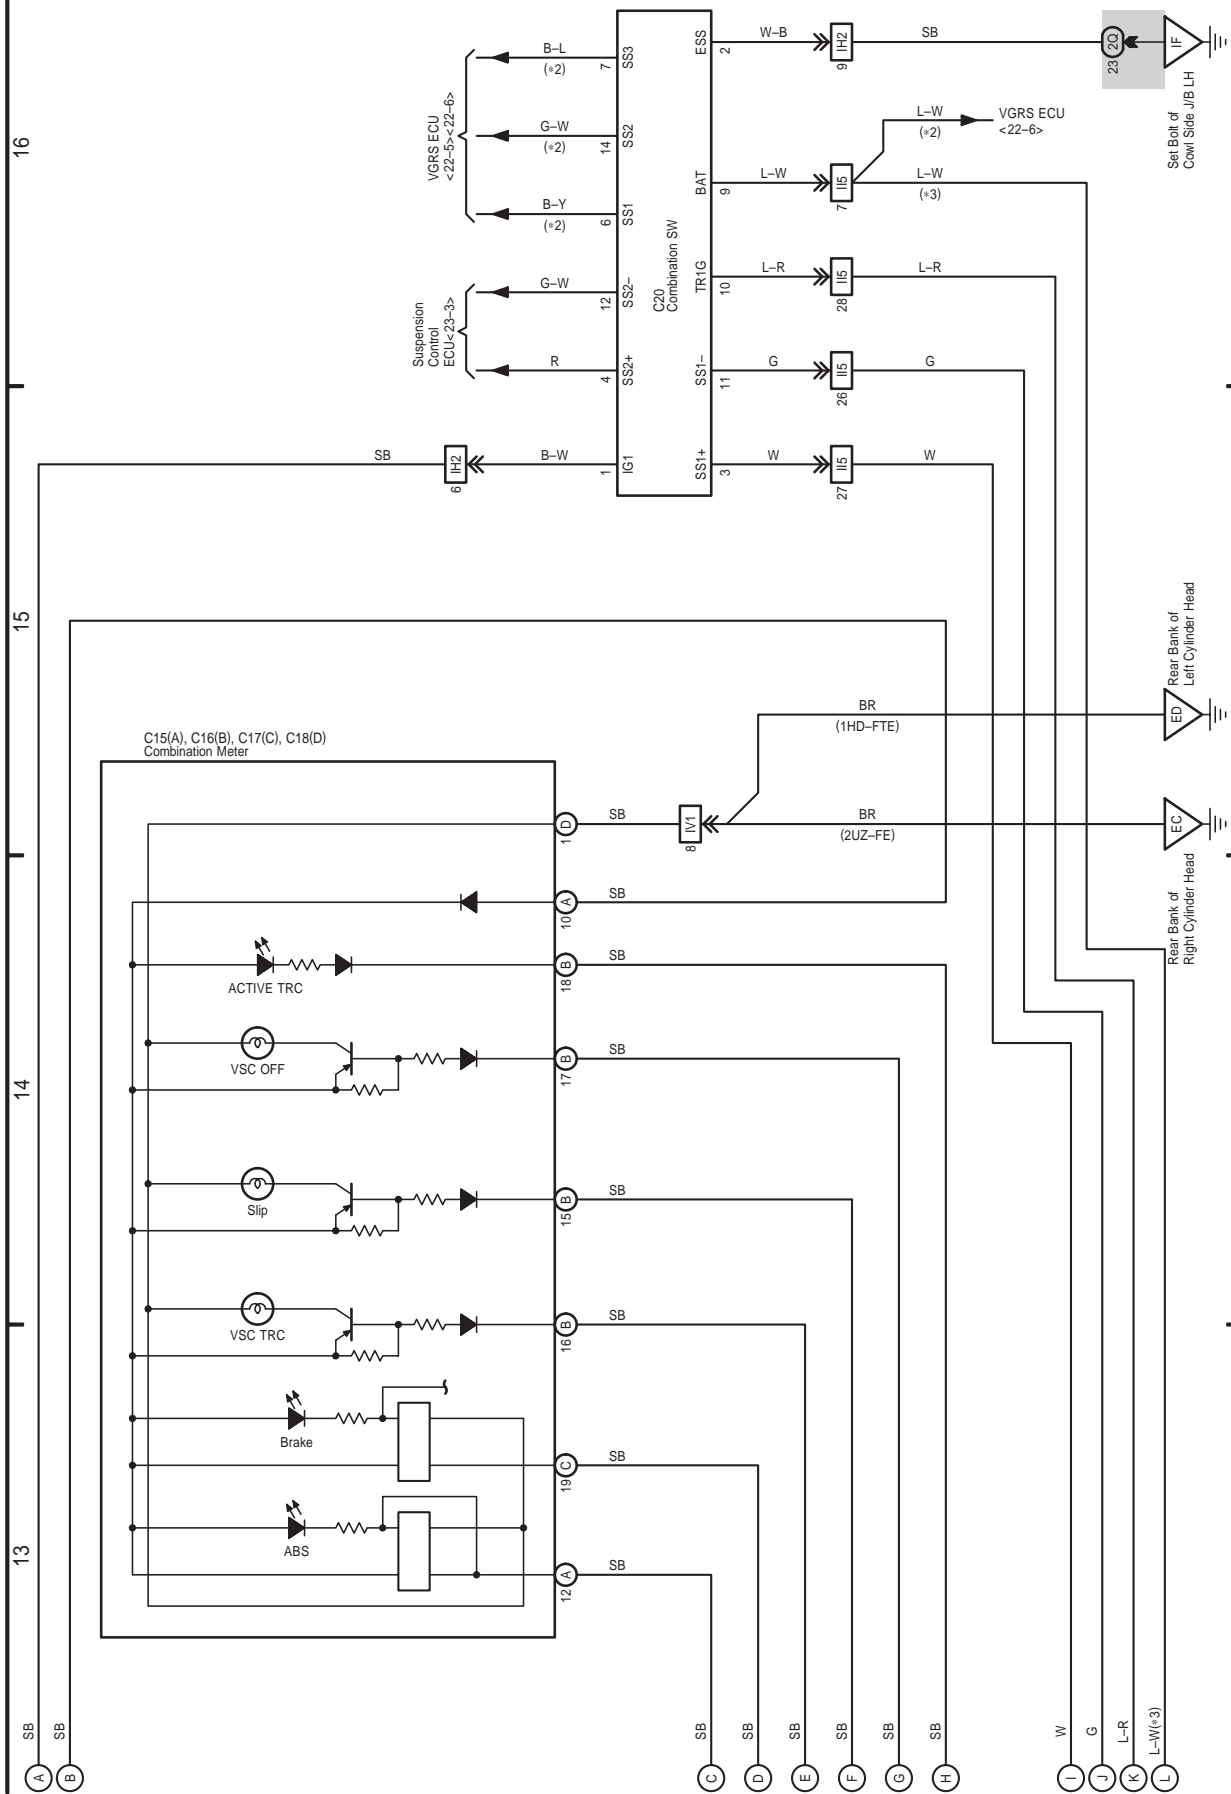 16
15
14
13
B–L
(*2)
7
SS3
G–W
(*2)
14
SS2
B–Y
(*2)
6
SS1
VGRS ECU
<22–5><22–6>
G–W
12
SS2–
R
4
SS2+
Suspension
Control
ECU<23–3>
SB
6
IH2
B–W
1
IG1
C20
Combination SW
ESS
2
W–B
9
IH2
SB
23
2Q
IF
Set Bolt of
Cowl Side J/B LH
BAT
9
L–W
7
II5
L–W
(*2)
VGRS ECU
<22–6>
L–W
(*3)
TR1G
10
L–R
28
II5
L–R
SS1–
11
G
26
II5
G
SS1+
3
W
27
II5
W
C15(A), C16(B), C17(C), C18(D)
Combination Meter
1
D
SB
8
IV1
BR
(1HD–FTE)
ED
Rear Bank of
Left Cylinder Head
BR
(2UZ–FE)
EC
Rear Bank of
Right Cylinder Head
10
A
SB
ACTIVE TRC
18
B
SB
VSC OFF
17
B
SB
Slip
15
B
SB
VSC TRC
16
B
SB
Brake
19
C
SB
ABS
12
A
SB
SB
A
SB
B
SB
C
SB
D
SB
E
SB
F
SB
G
SB
H
W
I
G
J
L–R
K
L–W(*3)
L